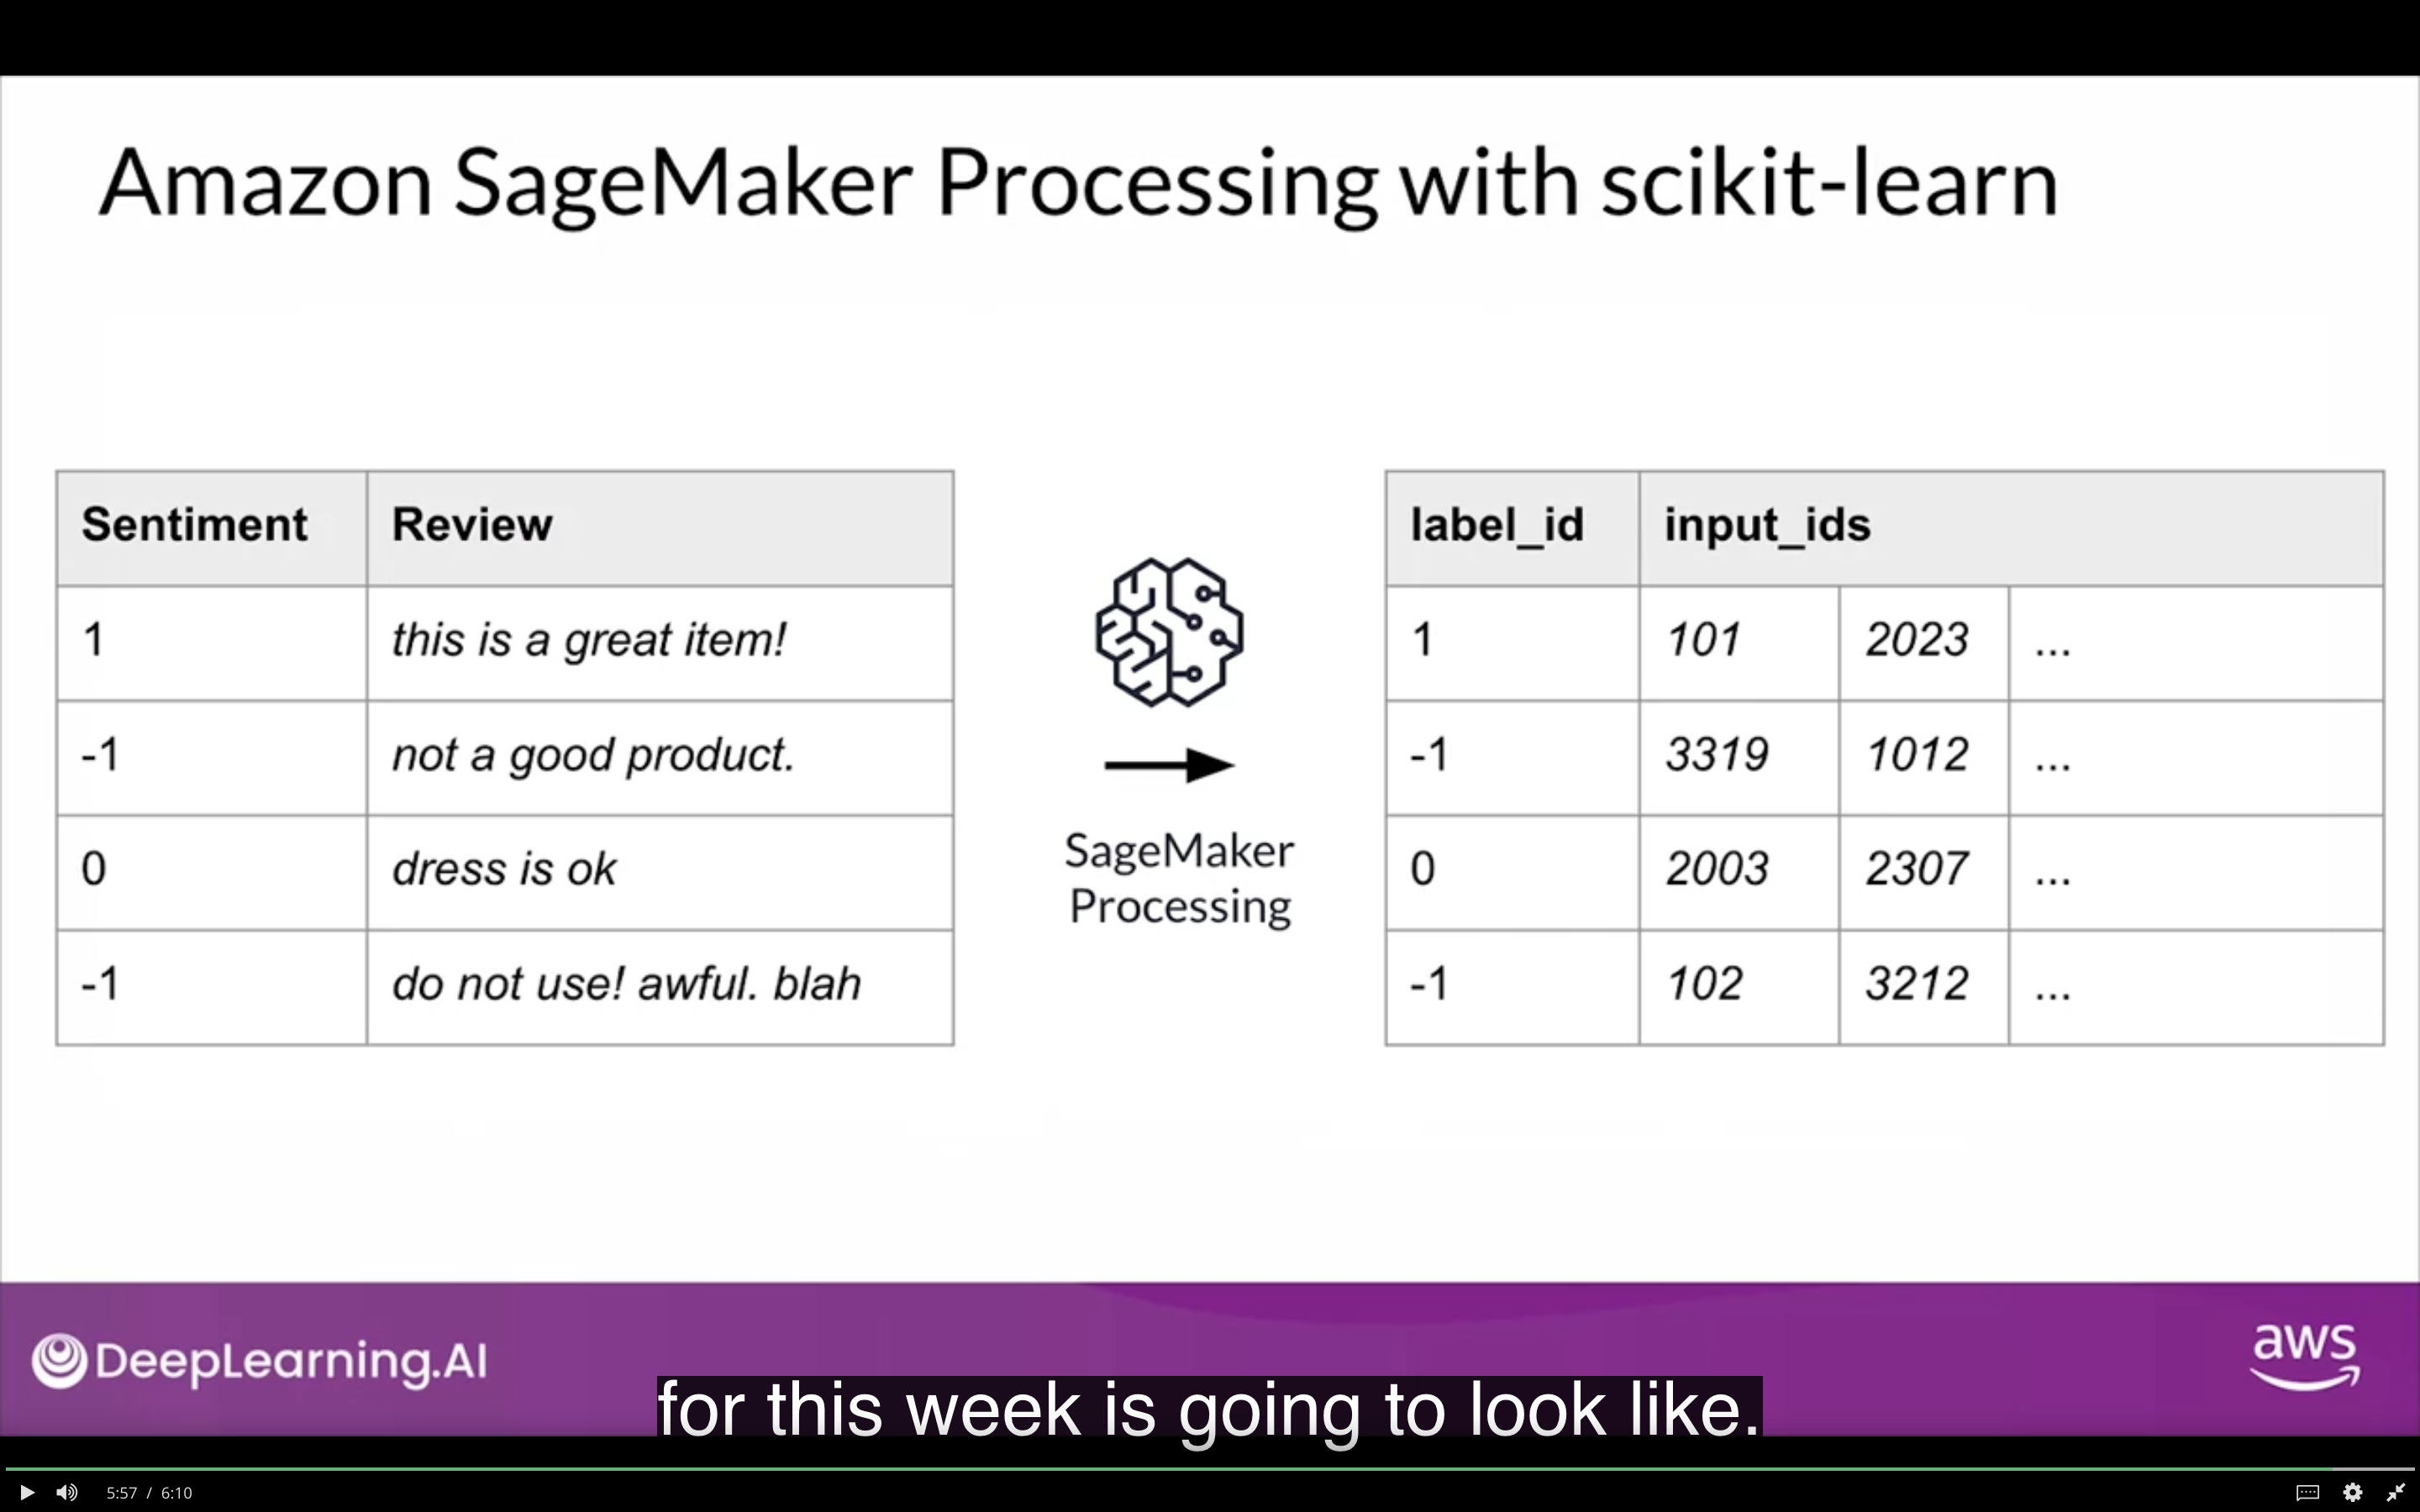 Amazon SageMaker Processing with scikit-learn
Sentiment Review
1 this is a great item!
-1 not a good product.
0 dress is ok
-1 do not use! awful. blah
SageMaker
Processing
label_id input_ids
1 101 2023 ...
-1 3319 1012 ...
0 2003 2307 ...
-1 102 3212 ...
DeepLearning.AI
aws
for this week is going to look like.
5:57 / 6:10